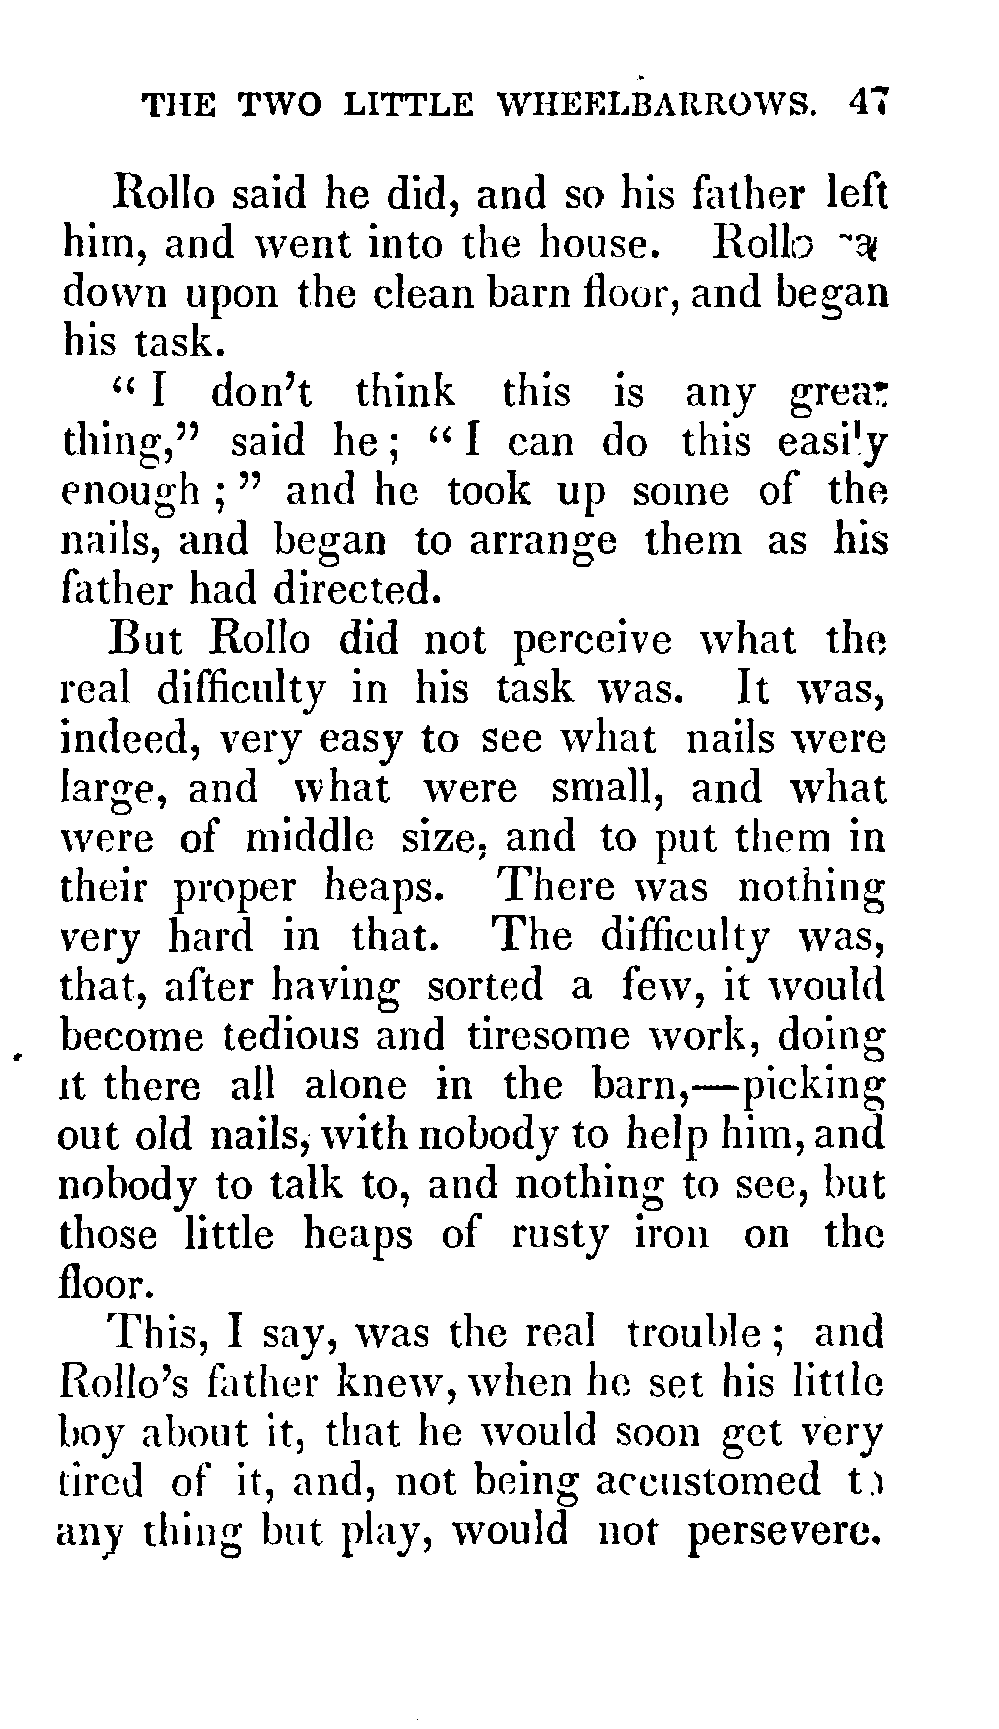 THE TWO LITTLE WHEELBARROWS. 47
Rollo said he did, and so his father left
him, and went into the house. Rollo
down upon the clean barn floor, and began
his task.
“ I don’t think this is any great
thing,” said he ; “ I can do this easily
enough ; ” and he took up some of the
nails, and began to arrange them as his
father had directed.
But Rollo did not perceive what the
real difficulty in his task was. It was,
indeed, very easy to see what nails were
large, and what were small, and what
were of middle size, and to put them in
their proper heaps. There was nothing
very hard in that. The difficulty was,
that, after having sorted a few, it would
become tedious and tiresome work, doing
it there all alone in the barn,—picking
out old nails, with nobody to help him, and
nobody to talk to, and nothing to see, but
those little heaps of rusty iron on the
floor.
This, I say, was the real trouble ; and
Rollo’s father knew, when he set his little
boy about it, that he would soon get very
tired of it, and, not being accustomed to
any thing but play, would not persevere.